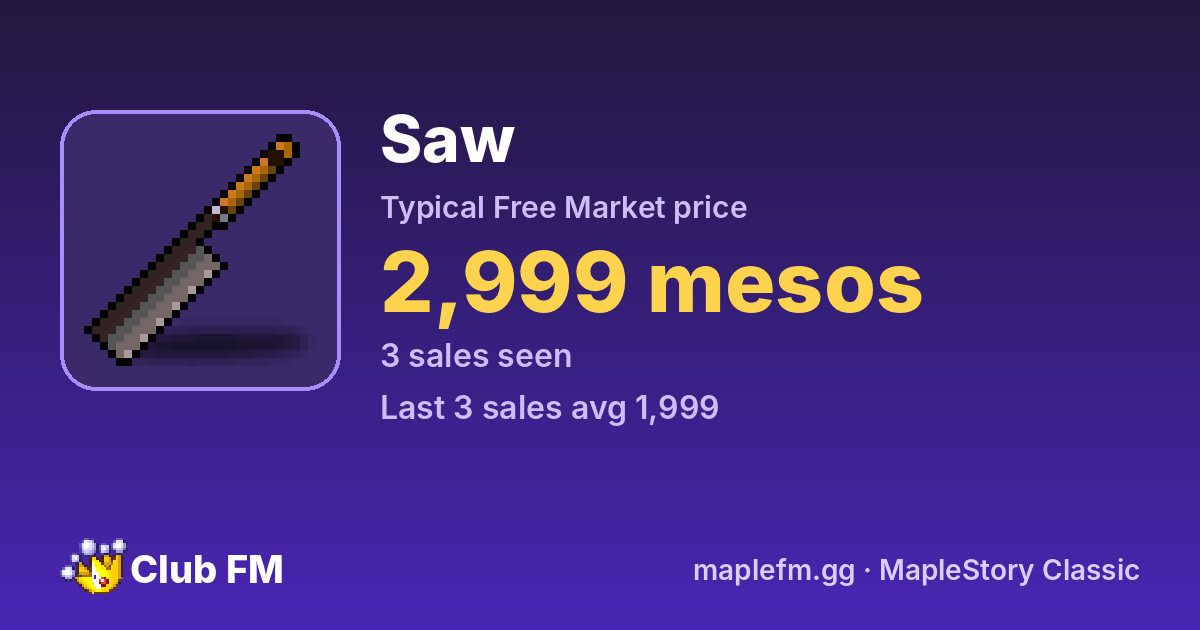 Saw
Typical Free Market price
2,999 mesos
3 sales seen
Last 3 sales avg 1,999
Club FM
maplefm.gg · MapleStory Classic